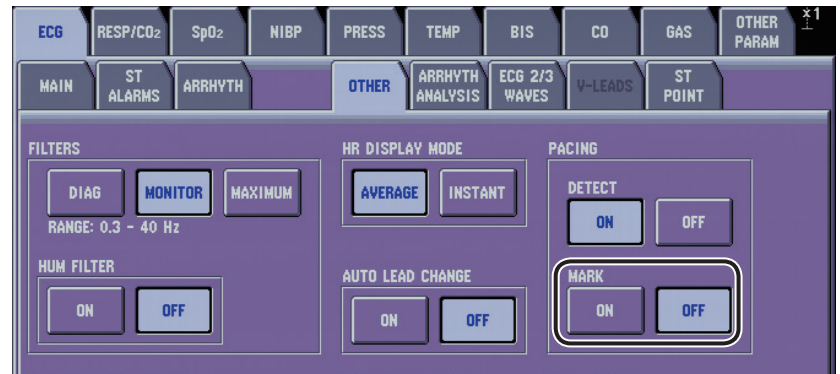 ECG RESP/CO₂ SpO₂ NIBP PRESS TEMP BIS CO GAS OTHER PARAM ×1
MAIN ST ALARMS ARRHYTH OTHER ARRHYTH ANALYSIS ECG 2/3 WAVES V-LEADS ST POINT
FILTERS
DIAG MONITOR MAXIMUM
RANGE: 0.3 - 40 Hz
HUM FILTER
ON OFF
HR DISPLAY MODE
AVERAGE INSTANT
AUTO LEAD CHANGE
ON OFF
PACING
DETECT
ON OFF
MARK
ON OFF